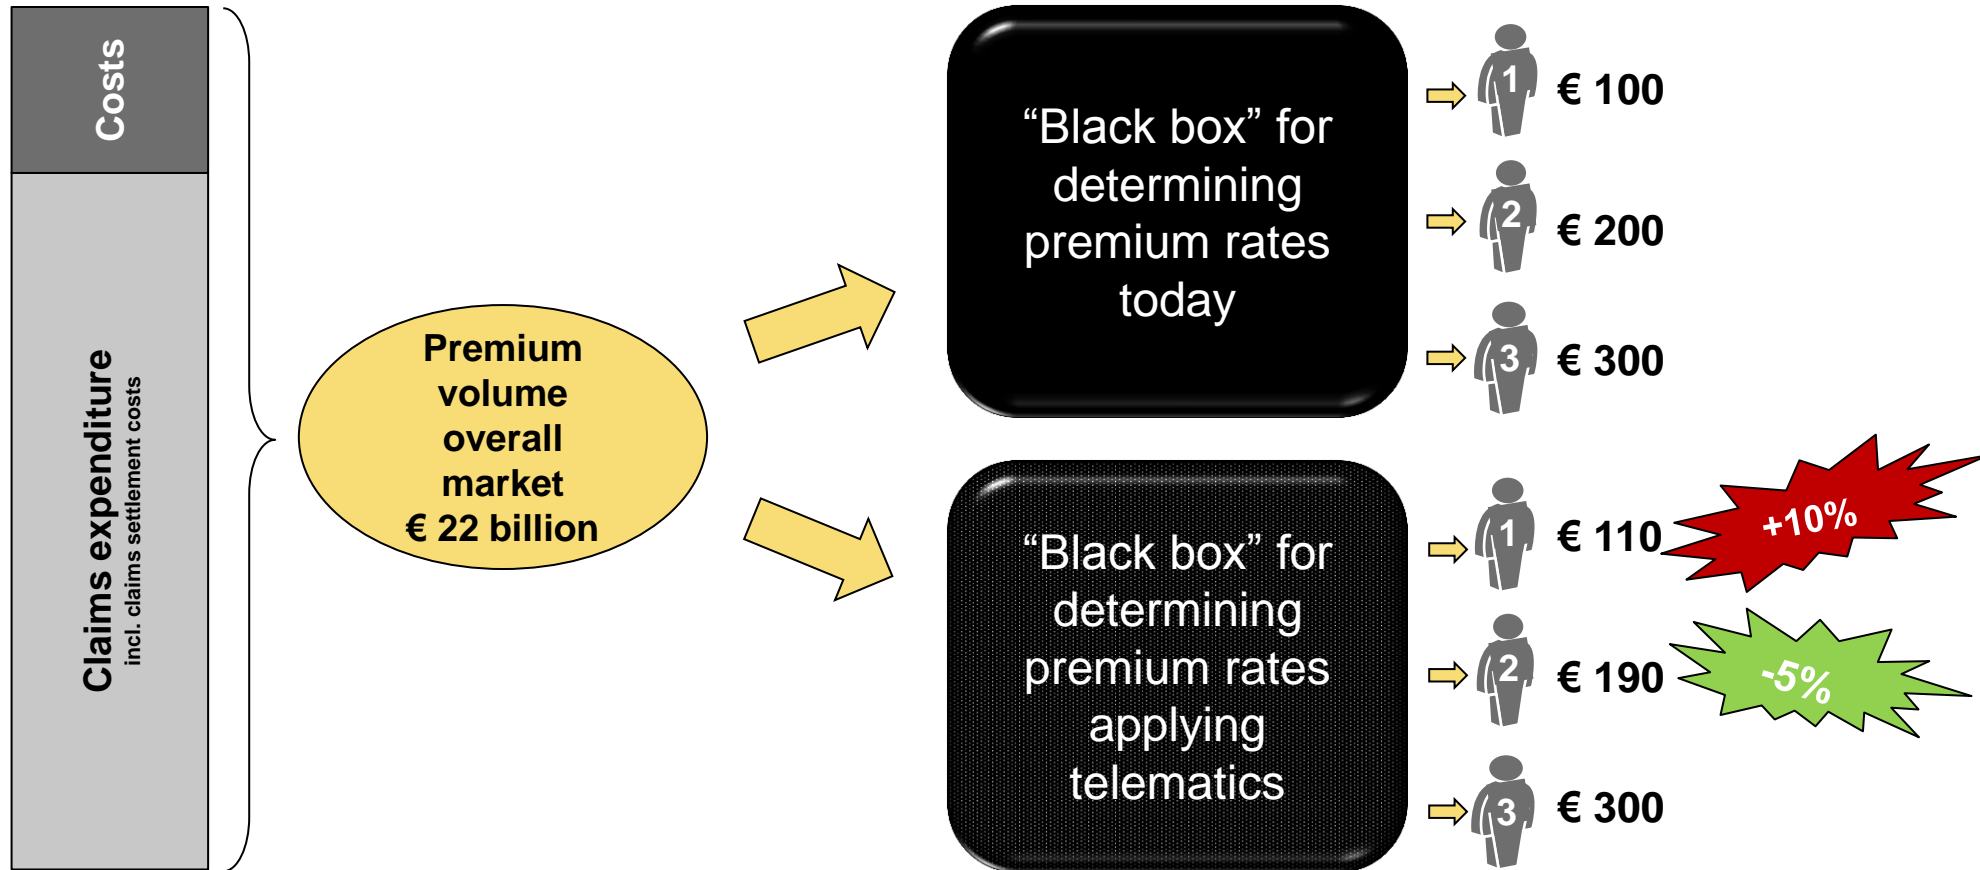 Costs
Claims expenditure
incl. claims settlement costs
Premium
volume
overall
market
€ 22 billion
“Black box” for
determining
premium rates
today
1
€ 100
2
€ 200
3
€ 300
“Black box” for
determining
premium rates
applying
telematics
1
€ 110
+10%
2
€ 190
-5%
3
€ 300